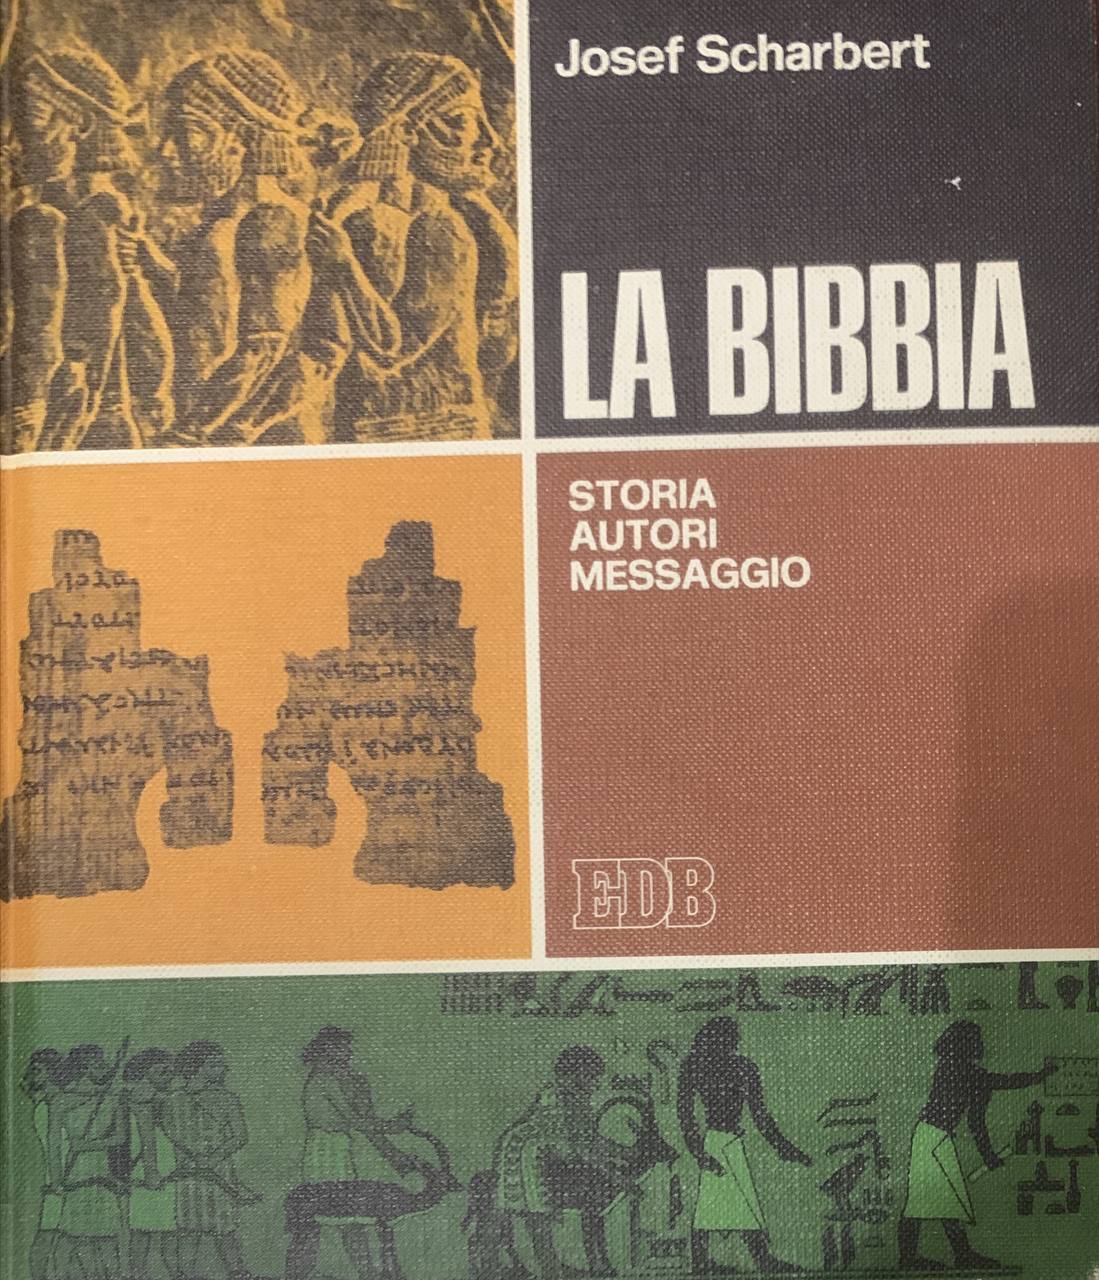 Josef Scharbert
LA BIBBIA
STORIA
AUTORI
MESSAGGIO
EDB